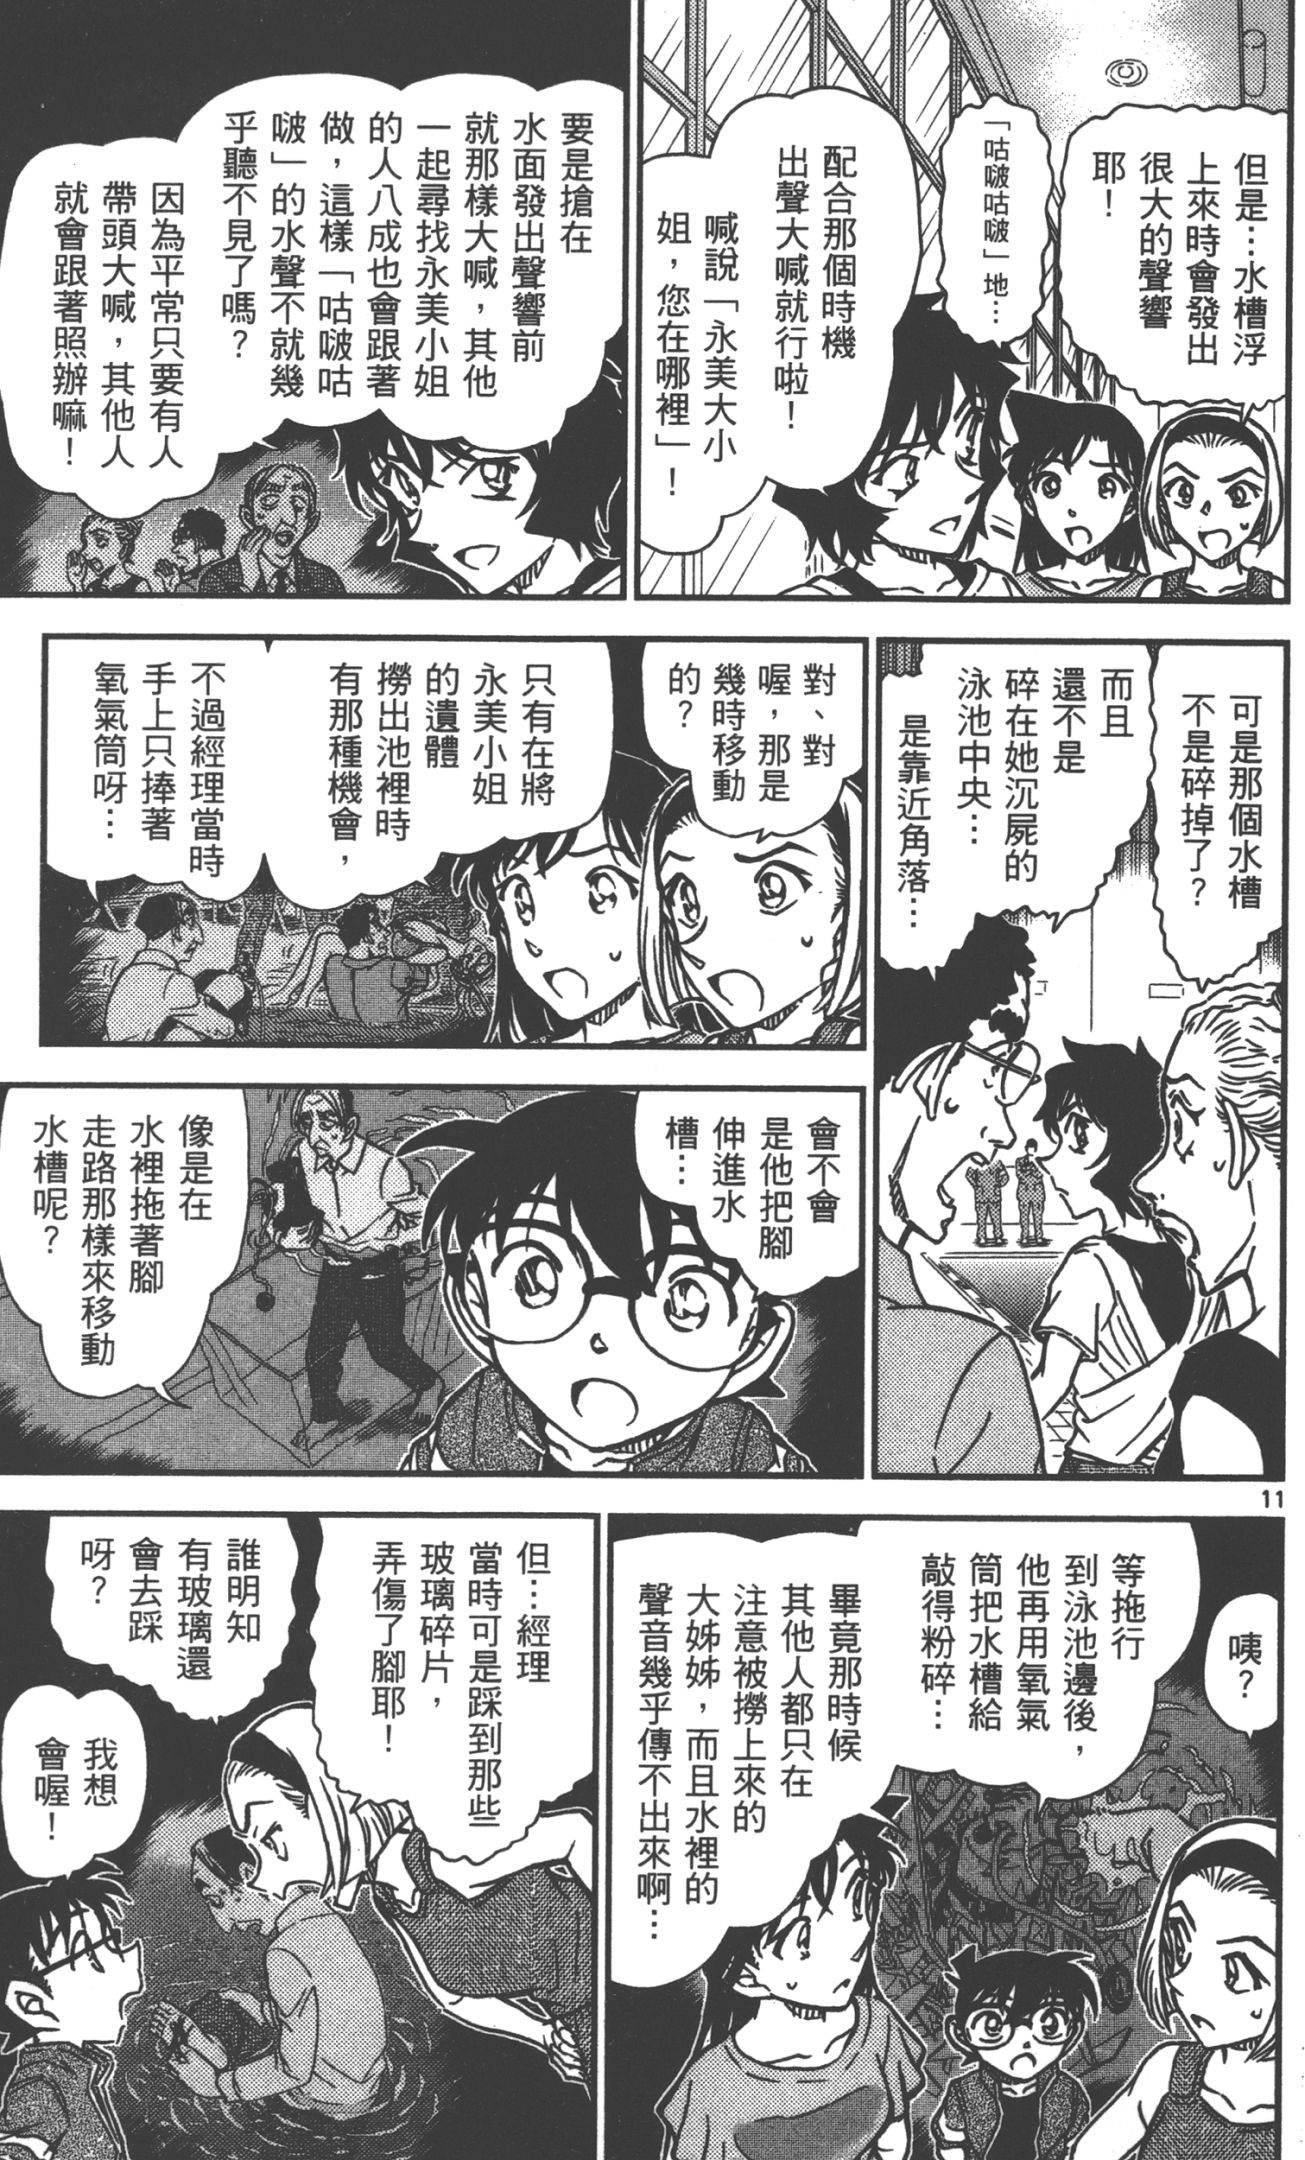 但是…水槽浮
上來時會發出
很大的聲響
耶！
「咕啵咕啵」地…
配合那個時機
出聲大喊就行啦！
喊說「永美大小
姐，您在哪裡」！
要是搶在
水面發出聲響前
就那樣大喊，其他
一起尋找永美小姐
的人八成也會跟著
做，這樣「咕啵咕
啵」的水聲不就幾
乎聽不見了嗎？
因為平常只要有人
帶頭大喊，其他人
就會跟著照辦嘛！
可是那個水槽
不是碎掉了？
而且
還不是
碎在她沉屍的
泳池中央…
是靠近角落…
對、對
喔，那是
幾時移動
的？
只有在將
永美小姐
的遺體
撈出池裡時
有那種機會，
不過經理當時
手上只捧著
氧氣筒呀…
會不會
是他把腳
伸進水
槽…
像是在
水裡拖著腳
走路那樣來移動
水槽呢？
11
咦？
等拖行
到泳池邊後，
他再用氧氣
筒把水槽給
敲得粉碎…
畢竟那時候
其他人都只在
注意被撈上來的
大姊姊，而且水裡的
聲音幾乎傳不出來啊…
但…經理
當時可是踩到那些
玻璃碎片，
弄傷了腳耶！
誰明知
有玻璃還
會去踩
呀？
我想
會喔！